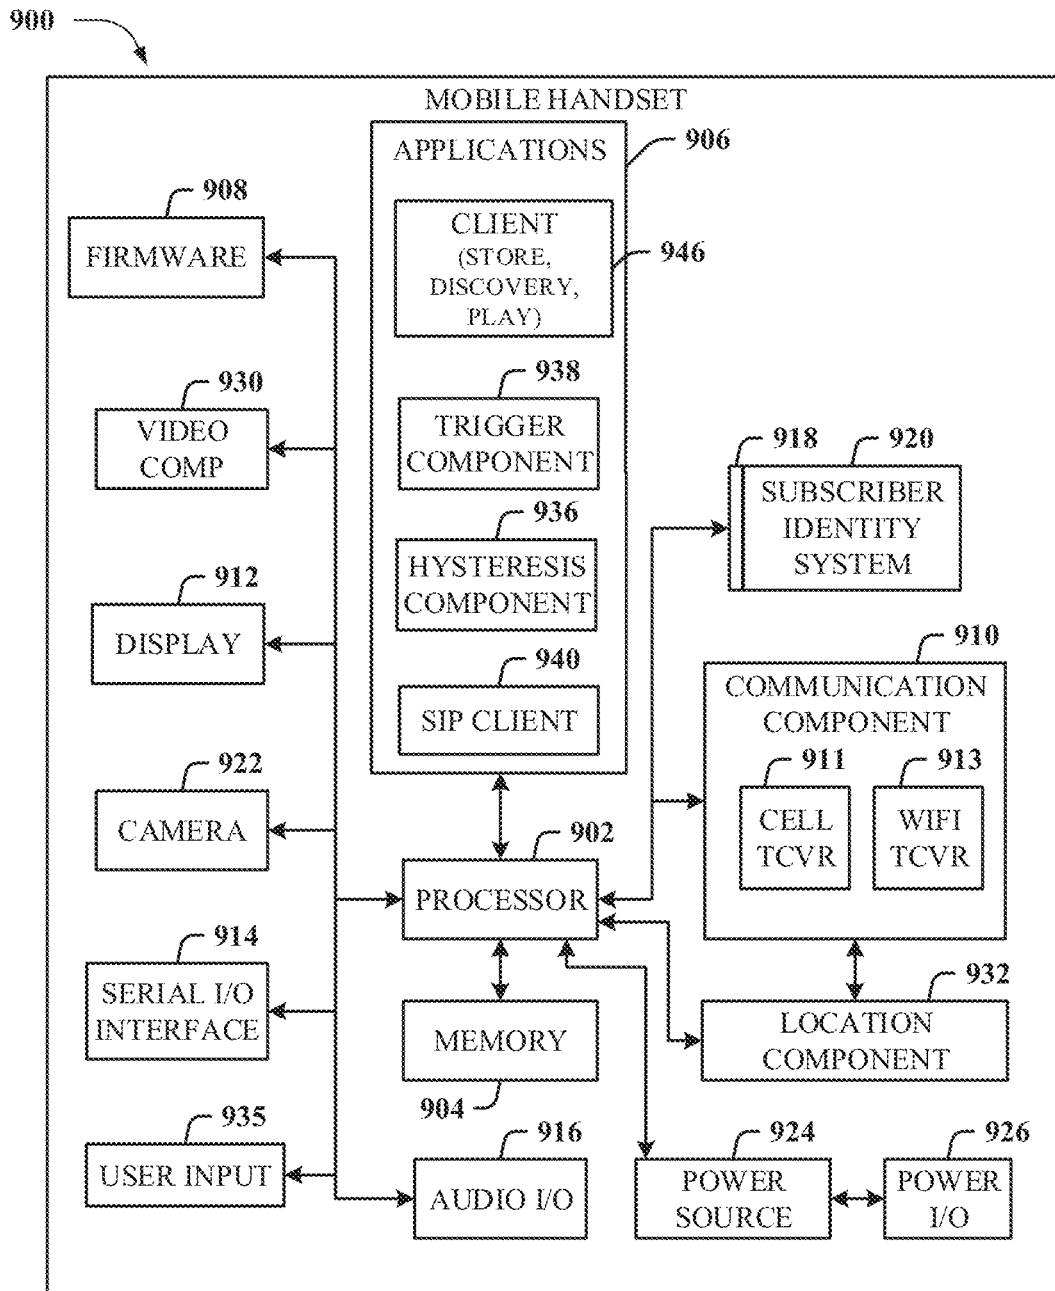 900
MOBILE HANDSET
APPLICATIONS
906
CLIENT
(STORE,
DISCOVERY,
PLAY)
946
908
FIRMWARE
938
TRIGGER
COMPONENT
930
VIDEO
COMP
918
920
SUBSCRIBER
IDENTITY
SYSTEM
936
HYSTERESIS
COMPONENT
912
DISPLAY
940
SIP CLIENT
910
COMMUNICATION
COMPONENT
911
CELL
TCVR
913
WIFI
TCVR
922
CAMERA
902
PROCESSOR
914
SERIAL I/O
INTERFACE
MEMORY
904
932
LOCATION
COMPONENT
935
USER INPUT
916
AUDIO I/O
924
POWER
SOURCE
926
POWER
I/O